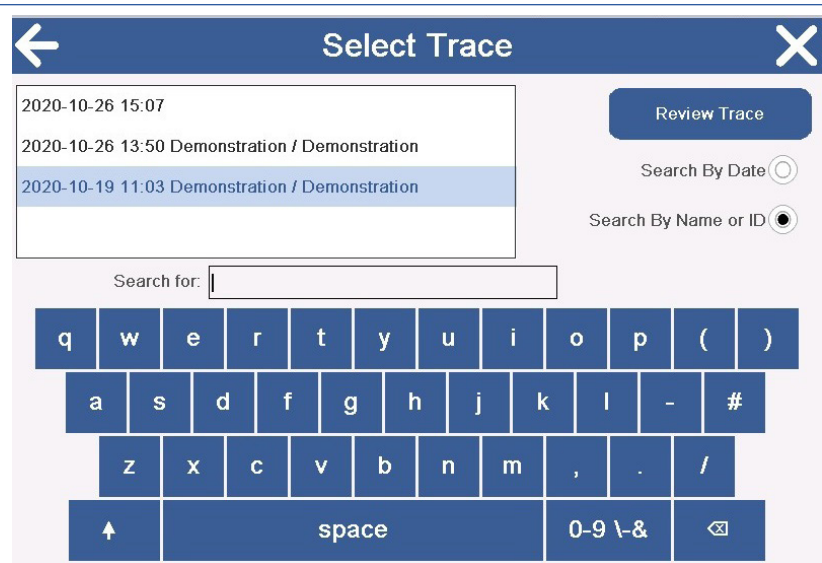 Select Trace
2020-10-26 15:07
2020-10-26 13:50 Demonstration / Demonstration
2020-10-19 11:03 Demonstration / Demonstration
Review Trace
Search By Date
Search By Name or ID
Search for:
q w e r t y u i o p ( )
a s d f g h j k l - #
z x c v b n m , . /
space 0-9 \-&